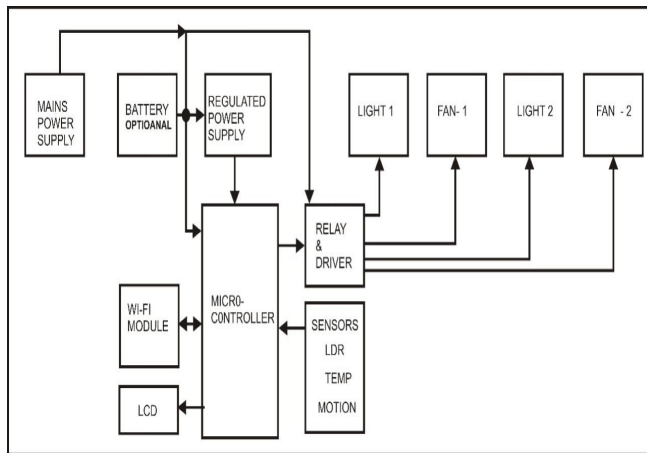 MAINS
POWER
SUPPLY
BATTERY
OPTIOANAL
REGULATED
POWER
SUPPLY
LIGHT 1
FAN- 1
LIGHT 2
FAN - 2
RELAY
&
DRIVER
WI-FI
MODULE
MICR0-
C0NTROLLER
SENSORS
LDR
TEMP
MOTION
LCD